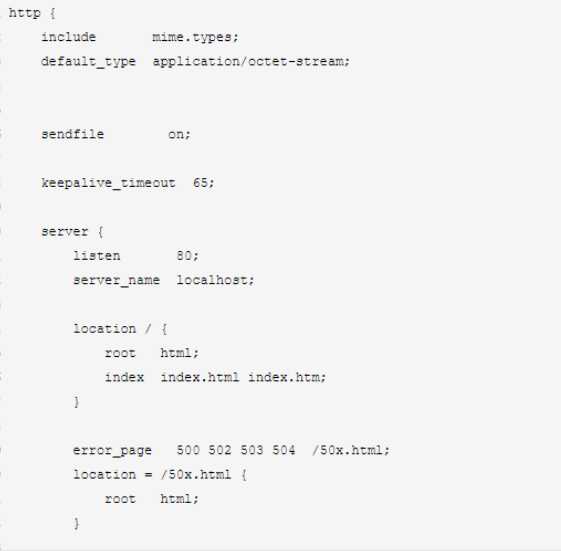 http {
    include       mime.types;
    default_type  application/octet-stream;
    sendfile        on;
    keepalive_timeout  65;
    server {
        listen       80;
        server_name  localhost;
        location / {
            root   html;
            index  index.html index.htm;
        }
        error_page   500 502 503 504  /50x.html;
        location = /50x.html {
            root   html;
        }